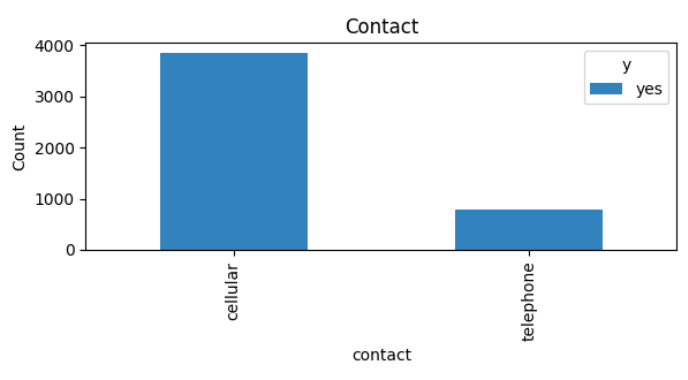 Contact
4000
3000
2000
1000
0
Count
y
yes
cellular
telephone
contact